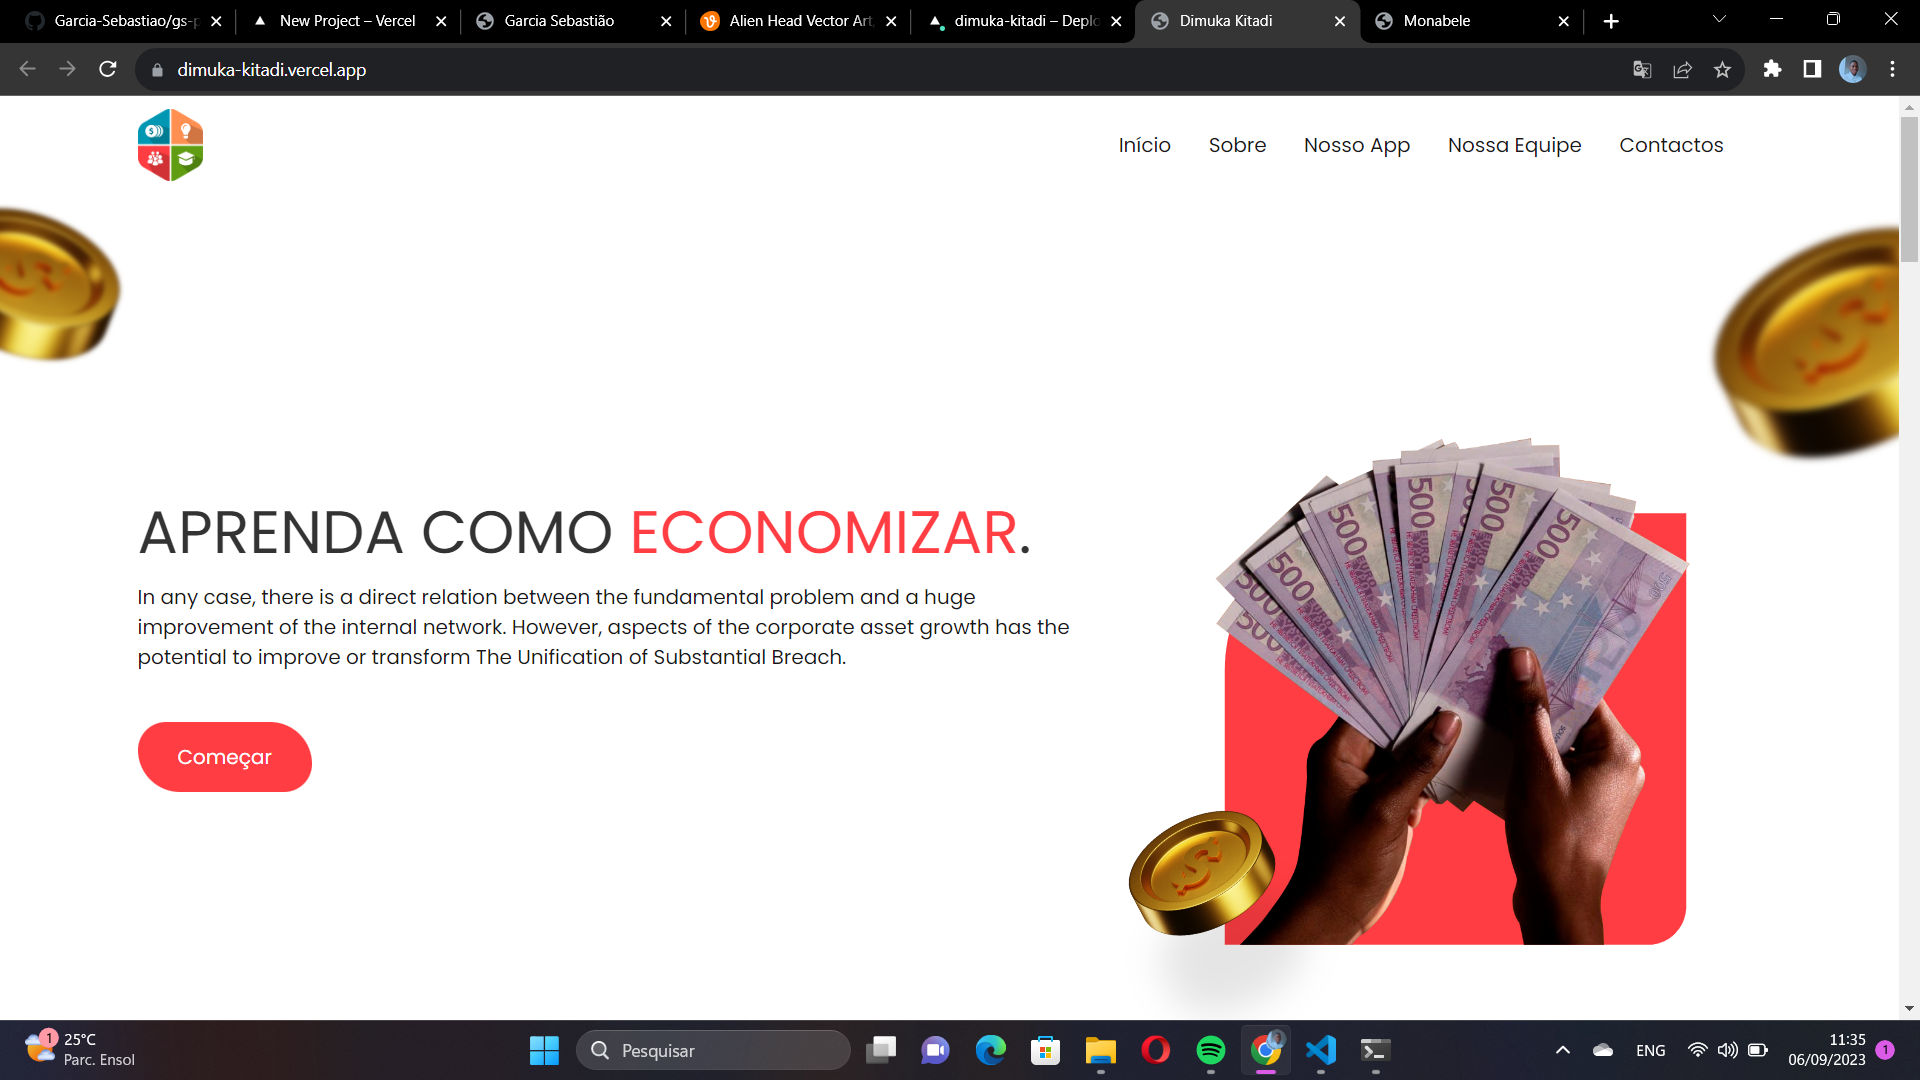 Garcia-Sebastiao/gs-p
New Project – Vercel
Garcia Sebastião
Alien Head Vector Art,
dimuka-kitadi – Deplo
Dimuka Kitadi
Monabele
dimuka-kitadi.vercel.app
Início
Sobre
Nosso App
Nossa Equipe
Contactos
APRENDA COMO ECONOMIZAR.
In any case, there is a direct relation between the fundamental problem and a huge
improvement of the internal network. However, aspects of the corporate asset growth has the
potential to improve or transform The Unification of Substantial Breach.
Começar
500
500
500
500
500
500
500
1
25°C
Parc. Ensol
Pesquisar
ENG
11:35
06/09/2023
1